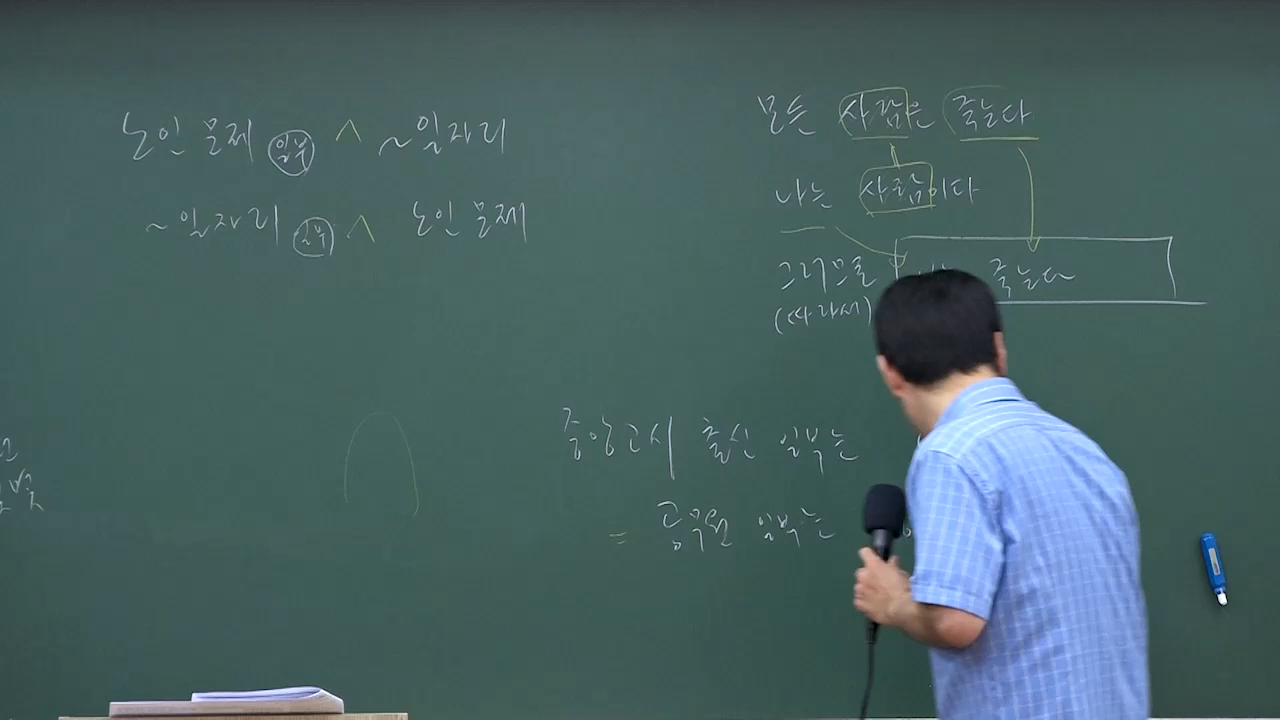 노인 문제 일부 ∧ ~일자리
~일자리 일부 ∧ 노인 문제
모든 사람은 죽는다
나는 사람이다
그러므로 죽는다
(따라서)
중앙고시 출신 일부는
= 공무원 일부는